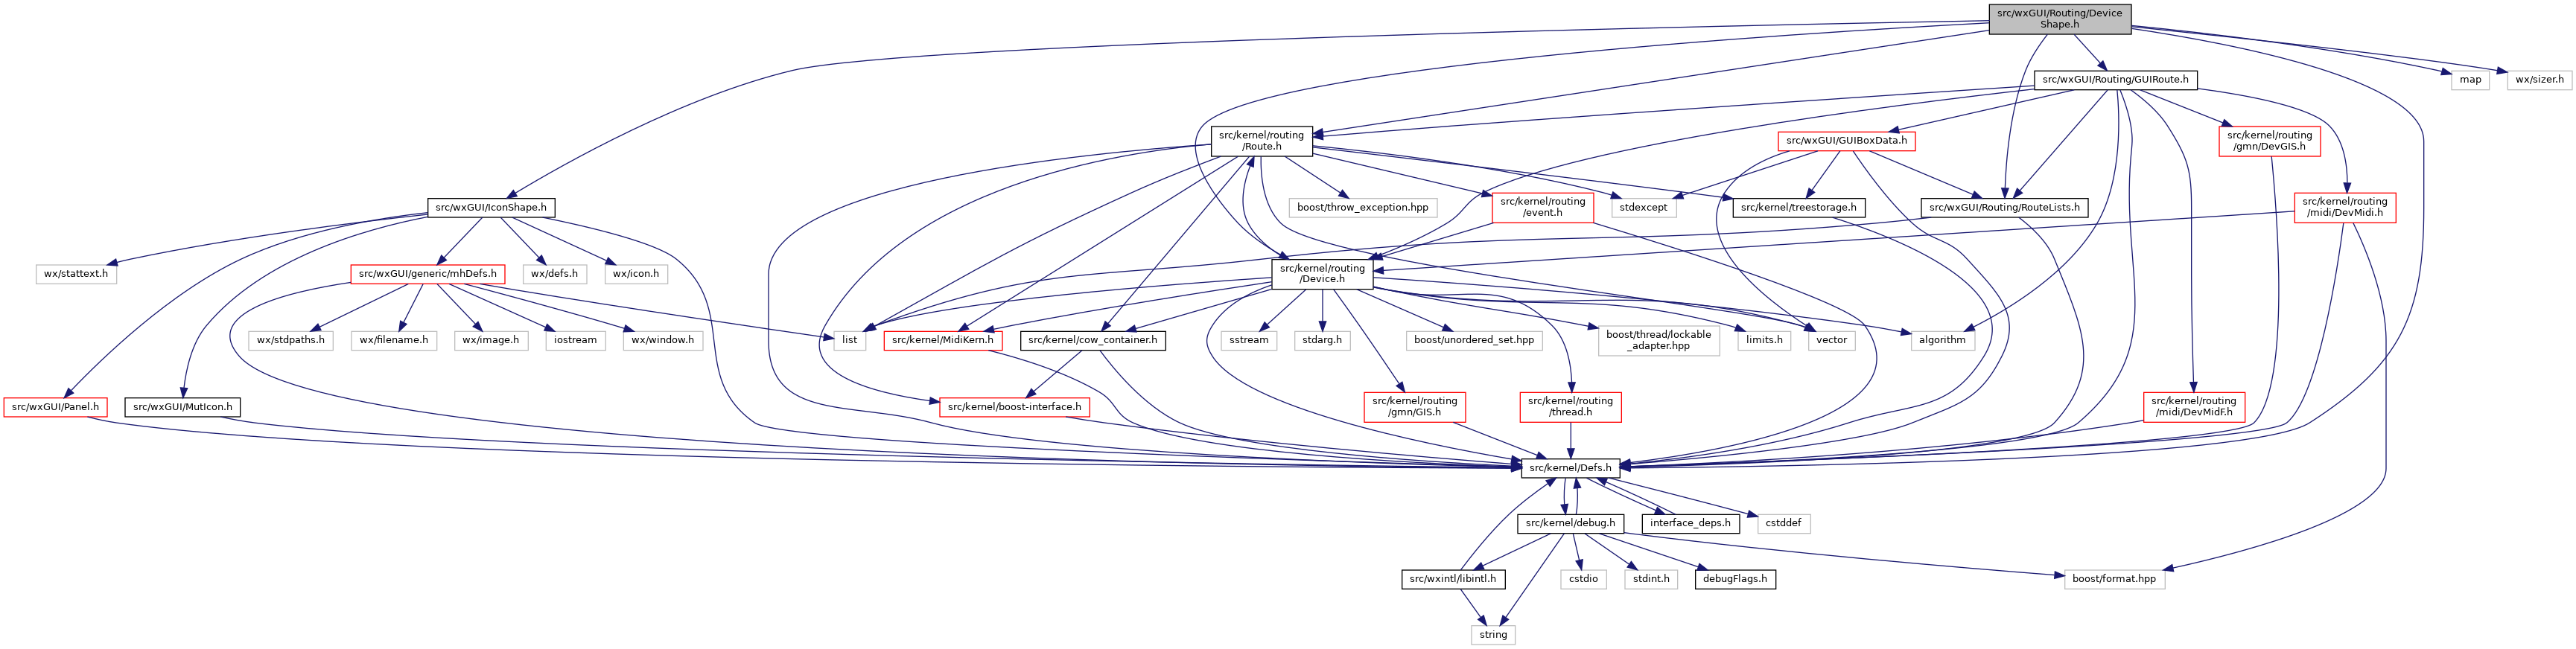 src/wxGUI/Routing/Device
Shape.h
src/wxGUI/Routing/GUIRoute.h
map
wx/sizer.h
src/kernel/routing
/Route.h
src/wxGUI/GUIBoxData.h
src/kernel/routing
/gmn/DevGIS.h
src/wxGUI/IconShape.h
boost/throw_exception.hpp
src/kernel/routing
/event.h
stdexcept
src/kernel/treestorage.h
src/wxGUI/Routing/RouteLists.h
src/kernel/routing
/midi/DevMidi.h
wx/stattext.h
src/wxGUI/generic/mhDefs.h
wx/defs.h
wx/icon.h
src/kernel/routing
/Device.h
wx/stdpaths.h
wx/filename.h
wx/image.h
iostream
wx/window.h
list
src/kernel/MidiKern.h
src/kernel/cow_container.h
sstream
stdarg.h
boost/unordered_set.hpp
boost/thread/lockable
_adapter.hpp
limits.h
vector
algorithm
src/wxGUI/Panel.h
src/wxGUI/MutIcon.h
src/kernel/boost-interface.h
src/kernel/routing
/gmn/GIS.h
src/kernel/routing
/thread.h
src/kernel/routing
/midi/DevMidF.h
src/kernel/Defs.h
src/kernel/debug.h
interface_deps.h
cstddef
src/wxintl/libintl.h
cstdio
stdint.h
debugFlags.h
boost/format.hpp
string